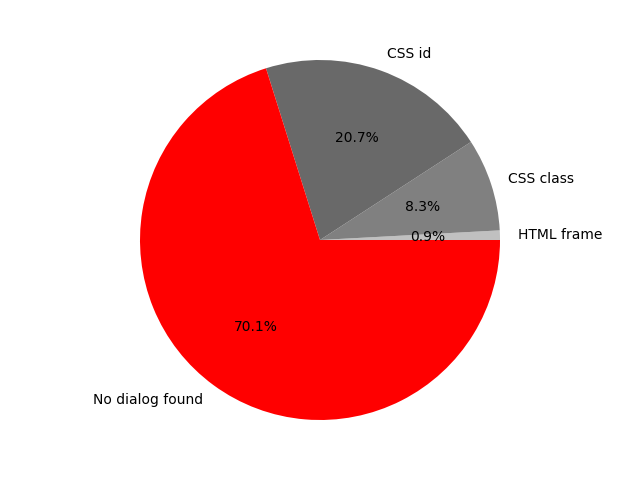 CSS id
20.7%
CSS class
8.3%
HTML frame
0.9%
70.1%
No dialog found